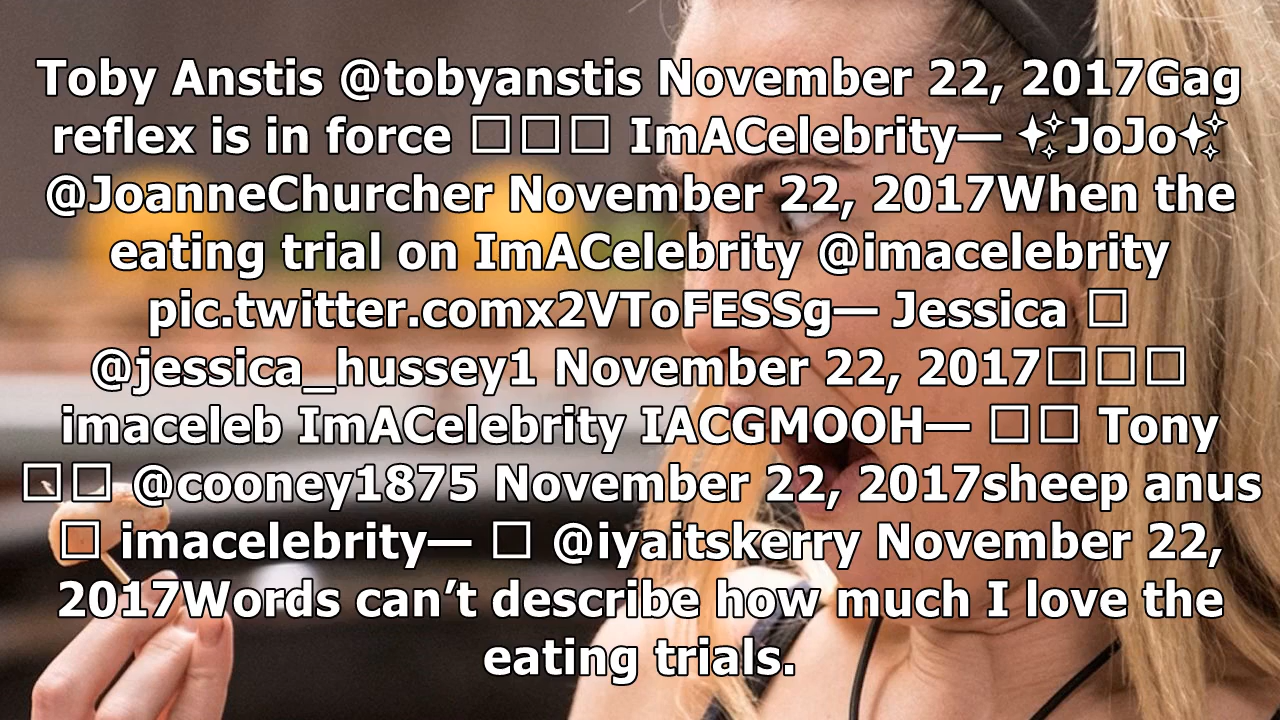 Toby Anstis @tobyanstis November 22, 2017Gag
reflex is in force □□□ ImACelebrity— ✨JoJo✨
@JoanneChurcher November 22, 2017When the
eating trial on ImACelebrity @imacelebrity
pic.twitter.comx2VToFESSg— Jessica □
@jessica_hussey1 November 22, 2017□□□
imaceleb ImACelebrity IACGMOOH— □□ Tony
□□ @cooney1875 November 22, 2017sheep anus
□ imacelebrity— □ @iyaitskerry November 22,
2017Words can’t describe how much I love the
eating trials.